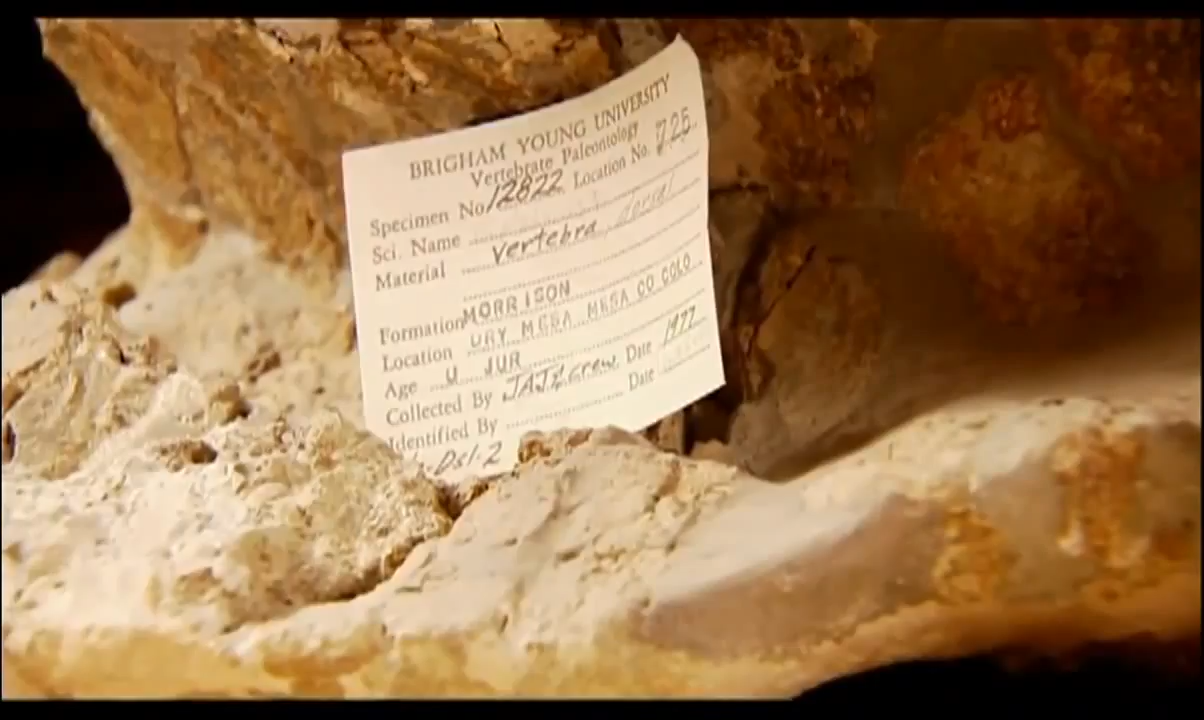 BRIGHAM YOUNG UNIVERSITY
Vertebrate Paleontology
Specimen No 12822 Location No. 725
Sci. Name
Material vertebra, dorsal
Formation MORRISON
Location DRY MESA MESA CO COLO
Age U JUR
Collected By JAJ & Crew Date 1977
Identified By Date